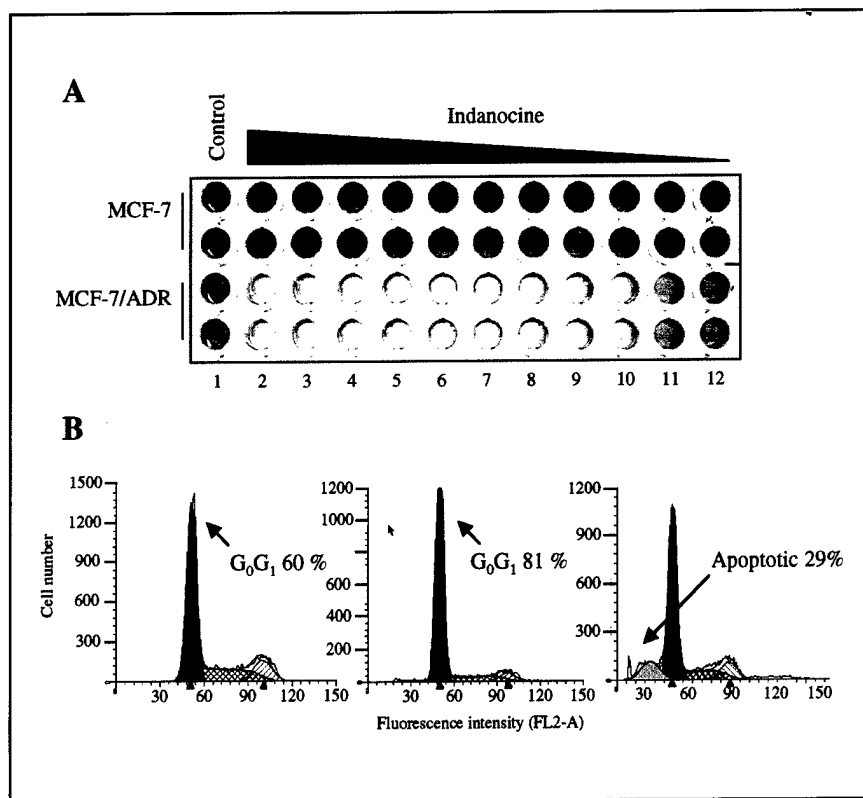 A
Control
Indanocine
MCF-7
MCF-7/ADR
1 2 3 4 5 6 7 8 9 10 11 12
B
Cell number
1500
1200
900
600
300
G₀G₁ 60 %
30 60 90 120 150
1200
1000
600
400
200
0
G₀G₁ 81 %
30 60 90 120 150
1200
900
600
300
0
Apoptotic 29%
30 60 90 120 150
Fluorescence intensity (FL2-A)